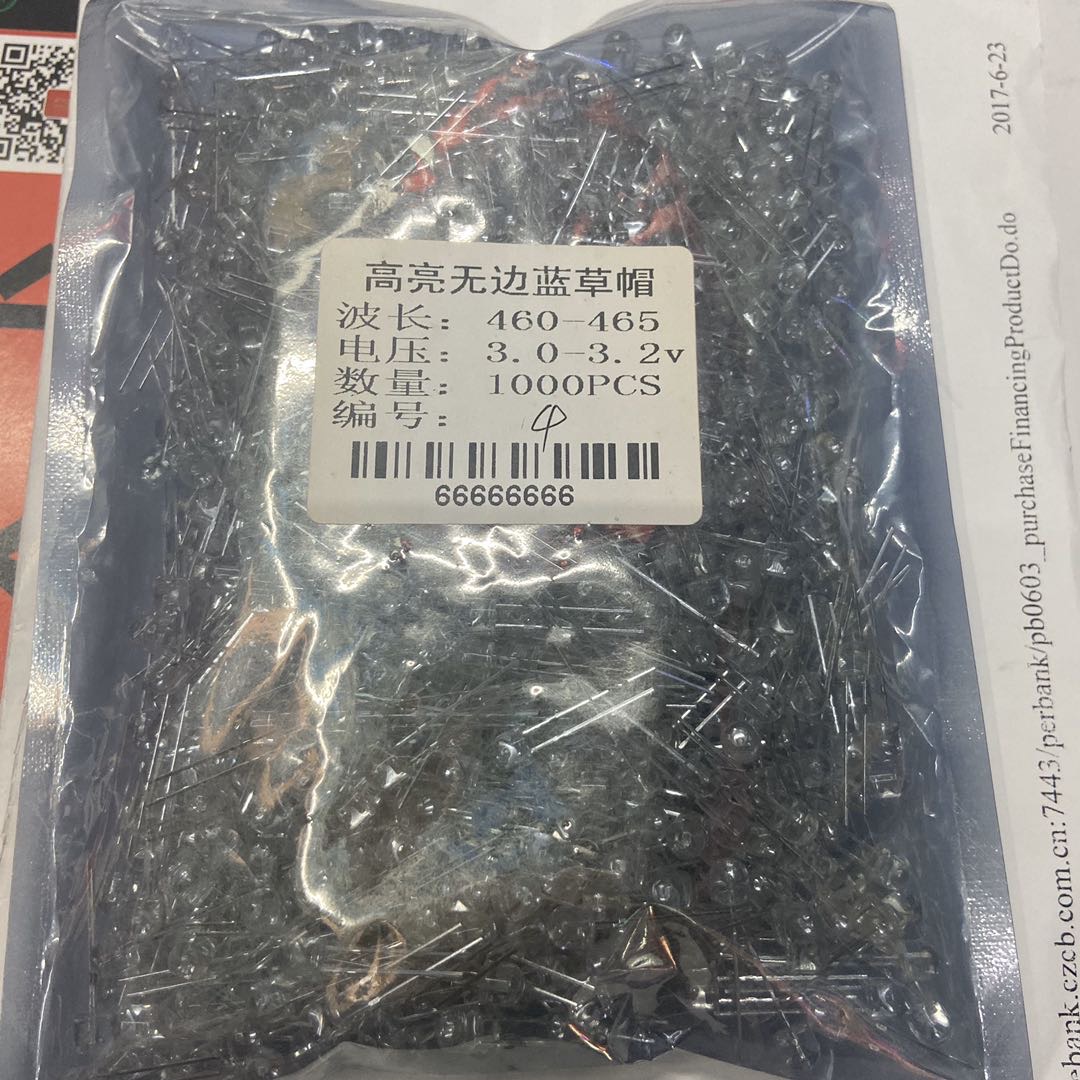 高亮无边蓝草帽
波长: 460-465
电压: 3.0-3.2v
数量: 1000PCS
编号: 4
66666666
2017-6-23
bank.czcb.com.cn:7443/perbank/pb0603_purchaseFinancingProductDo.do